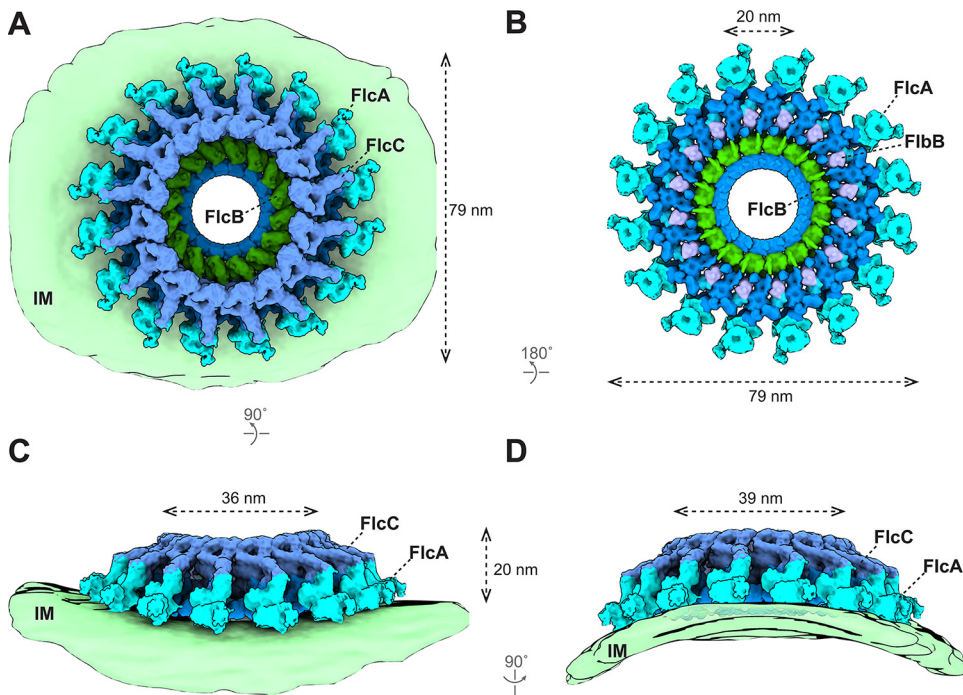 A
FlcA
FlcC
FlcB
IM
79 nm
90°
B
20 nm
FlcA
FlbB
FlcB
180°
79 nm
C
36 nm
FlcC
FlcA
20 nm
IM
D
39 nm
FlcC
FlcA
IM
90°